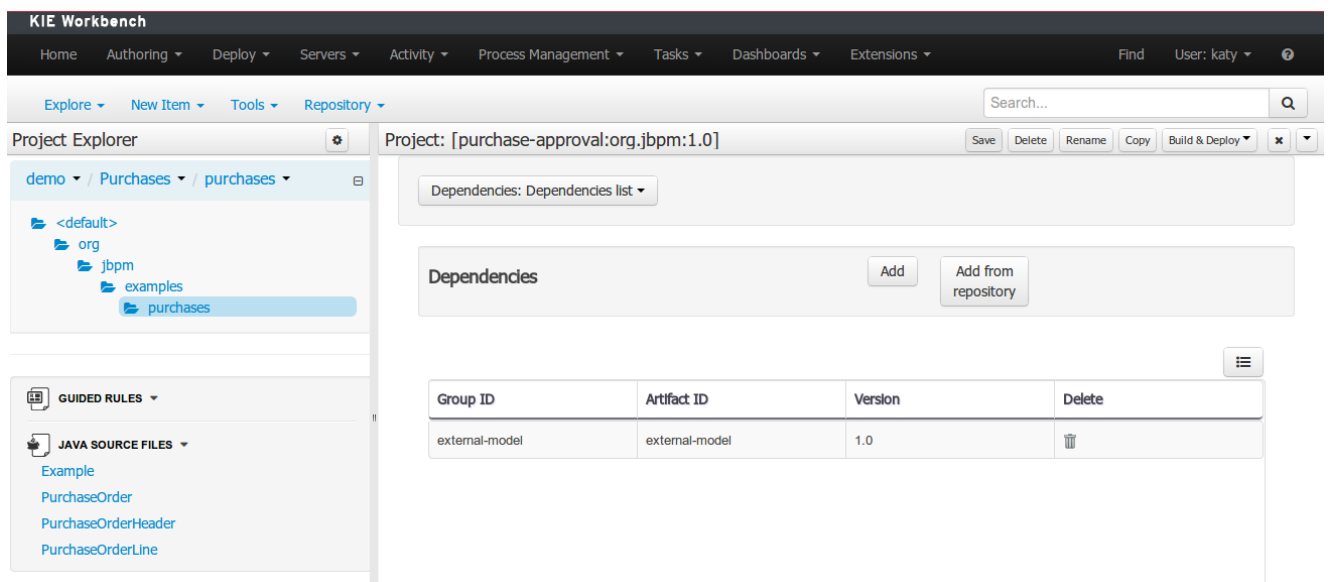 KIE Workbench
Home Authoring Deploy Servers Activity Process Management Tasks Dashboards Extensions Find User: katy
Explore New Item Tools Repository Search...
Project Explorer
demo / Purchases / purchases
<default>
org
jbpm
examples
purchases
GUIDED RULES
JAVA SOURCE FILES
Example
PurchaseOrder
PurchaseOrderHeader
PurchaseOrderLine
Project: [purchase-approval:org.jbpm:1.0] Save Delete Rename Copy Build & Deploy
Dependencies: Dependencies list
Dependencies Add Add from
repository
Group ID Artifact ID Version Delete
external-model external-model 1.0